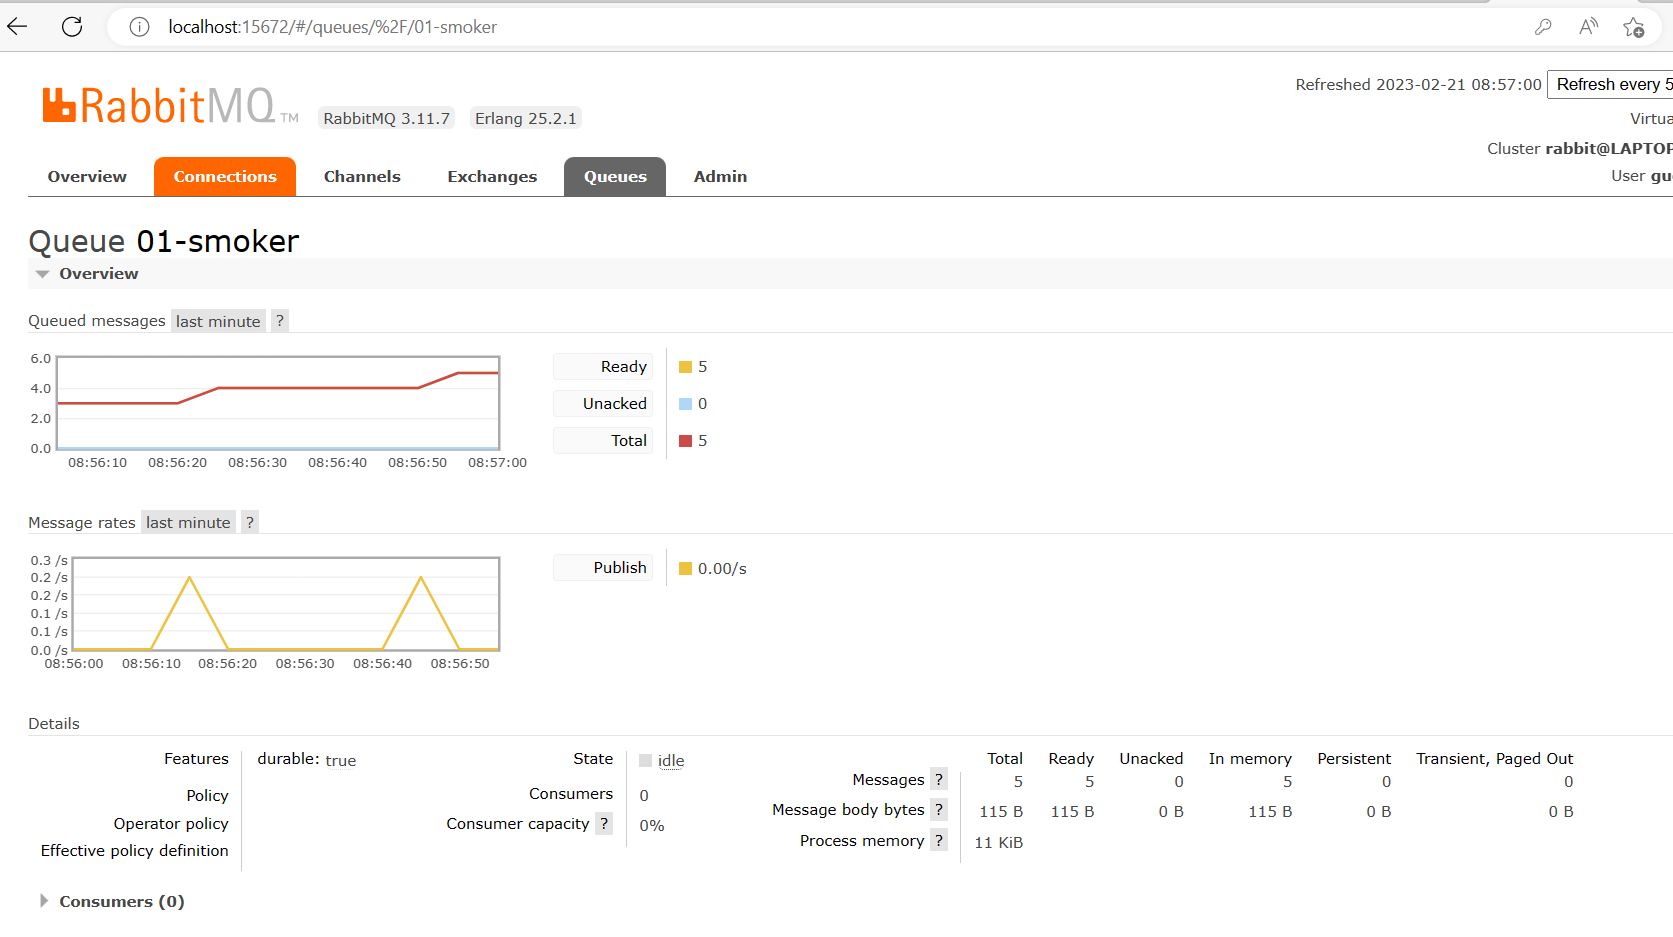 localhost:15672/#/queues/%2F/01-smoker
Refreshed 2023-02-21 08:57:00 Refresh every 5
RabbitMQ TM RabbitMQ 3.11.7 Erlang 25.2.1
Cluster rabbit@LAPTOP
User
Overview Connections Channels Exchanges Queues Admin
Queue 01-smoker
Overview
Queued messages last minute ?
6.0
4.0
2.0
0.0
08:56:10 08:56:20 08:56:30 08:56:40 08:56:50 08:57:00
Ready 5
Unacked 0
Total 5
Message rates last minute ?
0.3 /s
0.2 /s
0.2 /s
0.1 /s
0.1 /s
0.0 /s
08:56:00 08:56:10 08:56:20 08:56:30 08:56:40 08:56:50
Publish 0.00/s
Details
Features durable: true
Policy
Operator policy
Effective policy definition
State idle
Consumers 0
Consumer capacity ? 0%
Total Ready Unacked In memory Persistent Transient, Paged Out
Messages ? 5 5 0 5 0 0
Message body bytes ? 115 B 115 B 0 B 115 B 0 B 0 B
Process memory ? 11 KiB
Consumers (0)